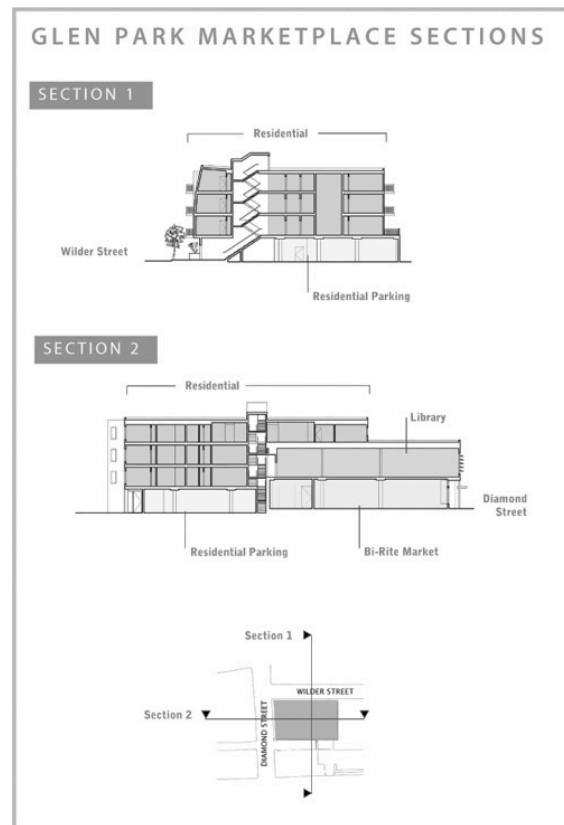 GLEN PARK MARKETPLACE SECTIONS
SECTION 1
Residential
Wilder Street
Residential Parking
SECTION 2
Residential
Library
Diamond
Street
Residential Parking
Bi-Rite Market
Section 1
WILDER STREET
Section 2
DIAMOND STREET